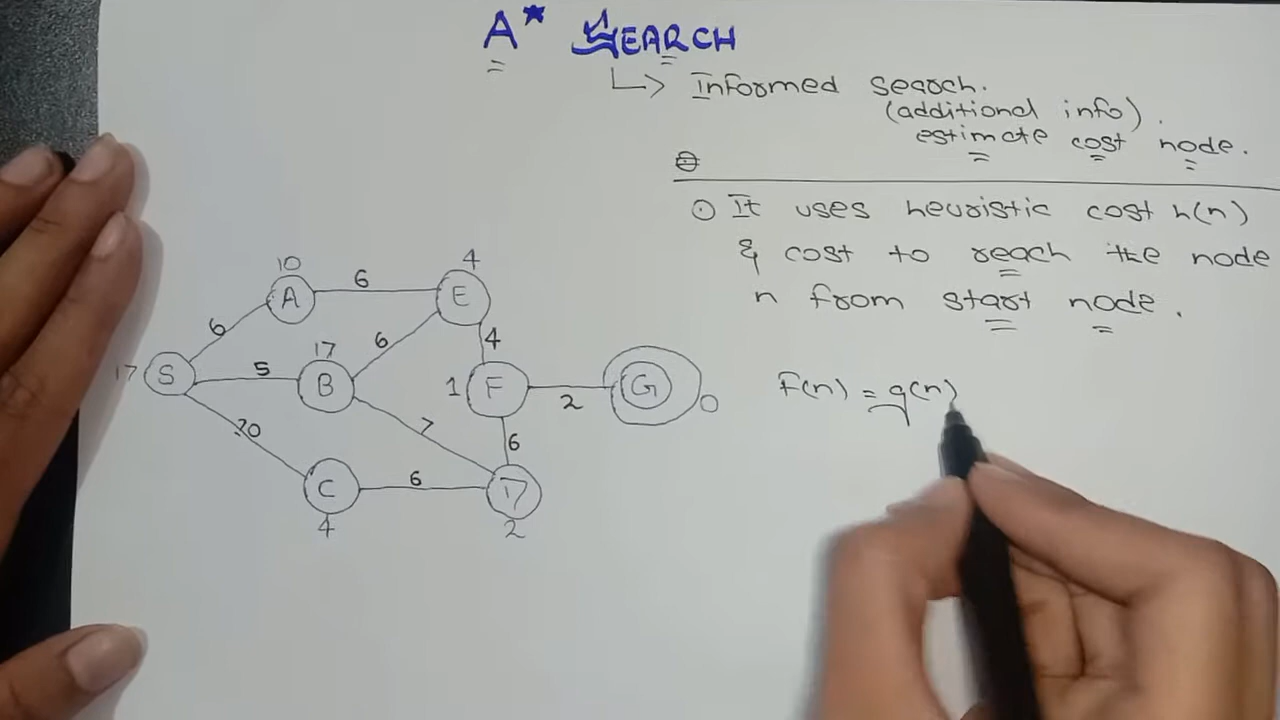 A* SEARCH
Informed search.
(additional info).
estimate cost node.
It uses heuristic cost h(n)
& cost to reach the node
n from start node.
F(n) = g(n)
10
4
A
6
E
6
6
4
17
17
S
5
B
1
F
2
G
0
7
6
C
6
4
2